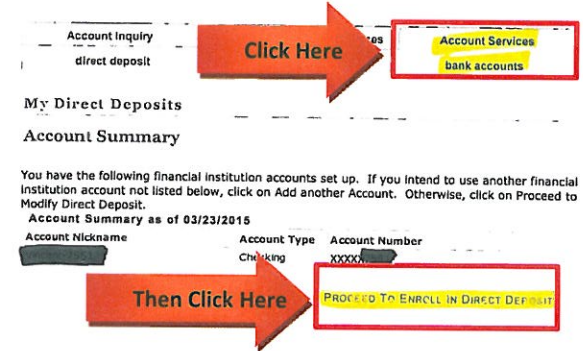 Account Inquiry
Account Services
direct deposit
bank accounts
Click Here
My Direct Deposits
Account Summary
You have the following financial institution accounts set up. If you intend to use another financial
institution account not listed below, click on Add another Account. Otherwise, click on Proceed to
Modify Direct Deposit.
Account Summary as of 03/23/2015
Account Nickname Account Type Account Number
XXXXX
Then Click Here
PROCEED TO ENROLL IN DIRECT DEPOSIT